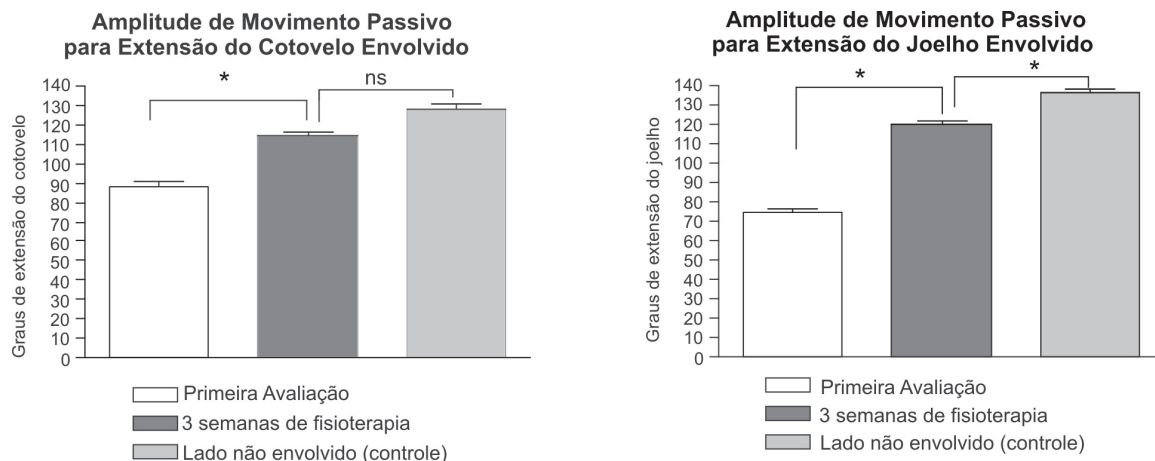 Amplitude de Movimento Passivo
para Extensão do Cotovelo Envolvido
* ns
Graus de extensão do cotovelo
140
130
120
110
100
90
80
70
60
50
40
30
20
10
0
Primeira Avaliação
3 semanas de fisioterapia
Lado não envolvido (controle)
Amplitude de Movimento Passivo
para Extensão do Joelho Envolvido
* *
Graus de extensão do joelho
140
130
120
110
100
90
80
70
60
50
40
30
20
10
0
Primeira Avaliação
3 semanas de fisioterapia
Lado não envolvido (controle)